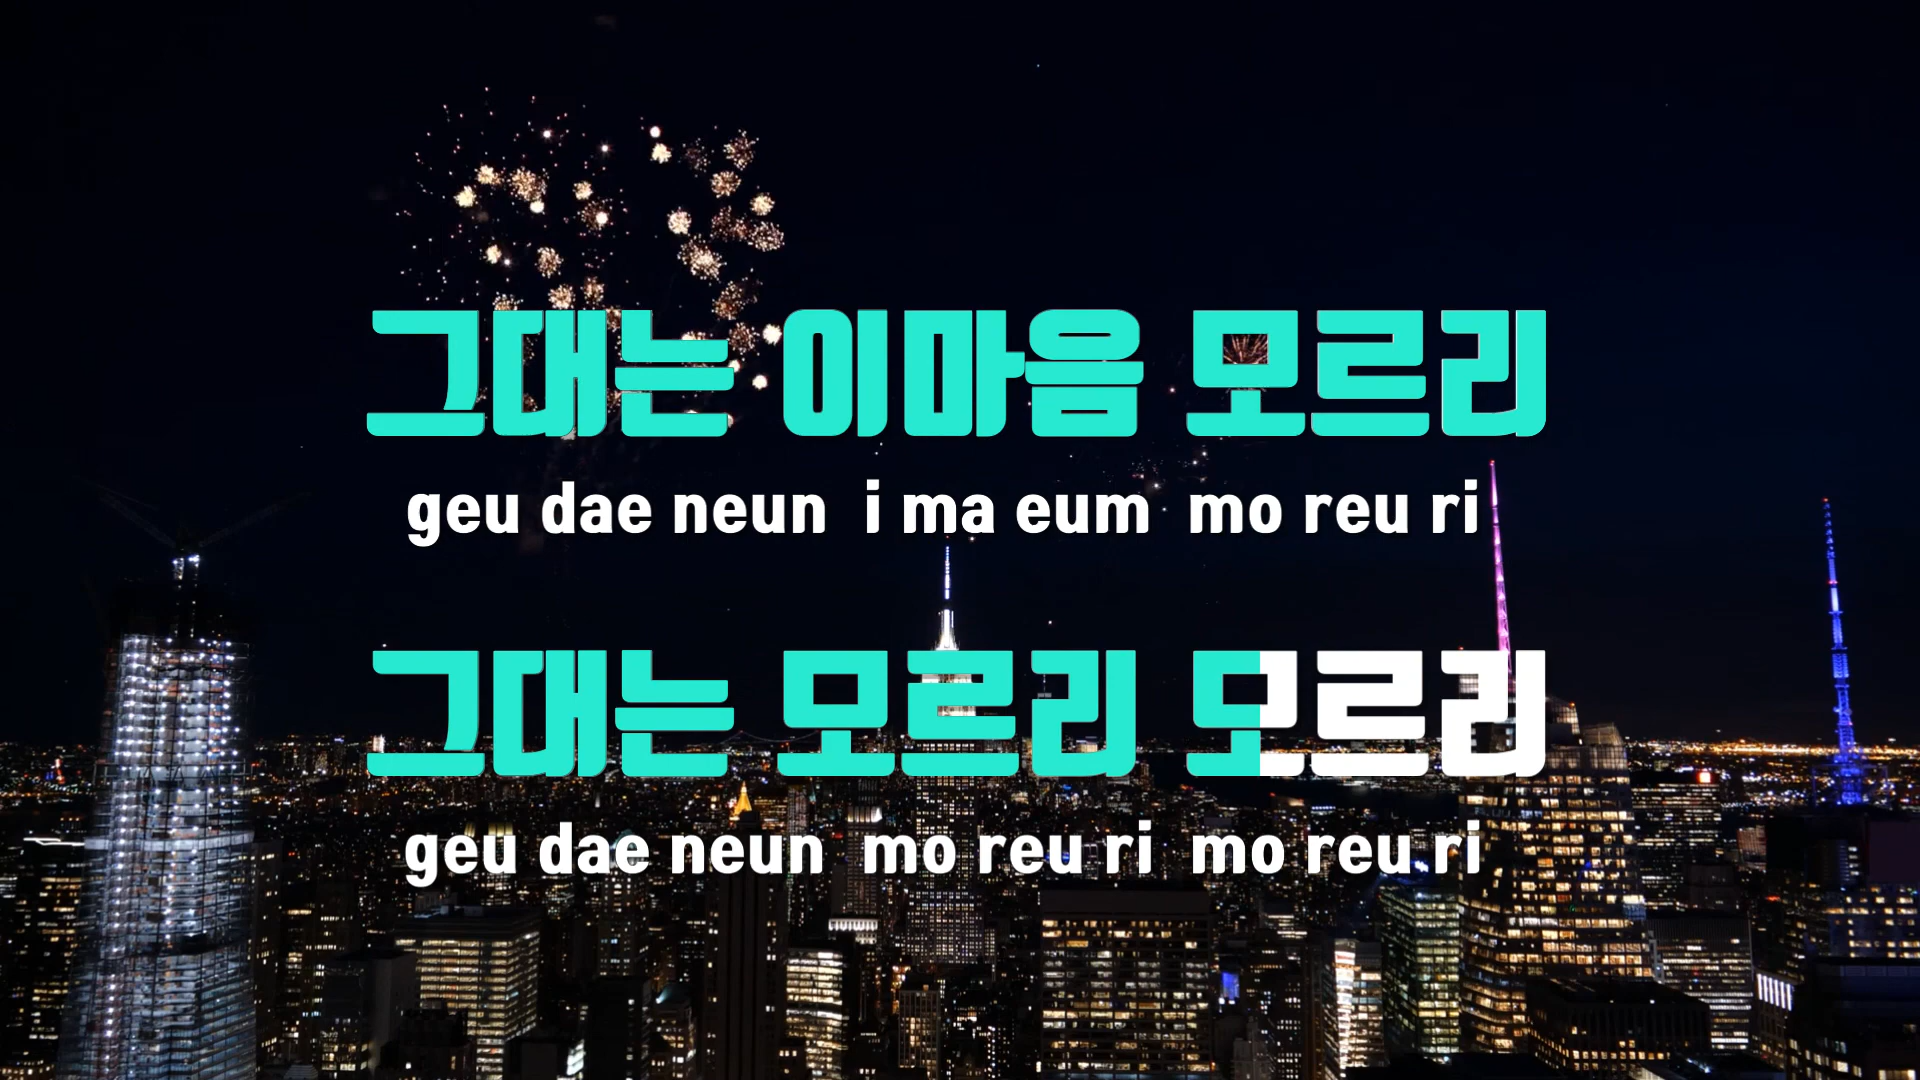 그대는 이마음 모르리
geu dae neun i ma eum mo reu ri
그대는 모르리 모르리
geu dae neun mo reu ri mo reu ri